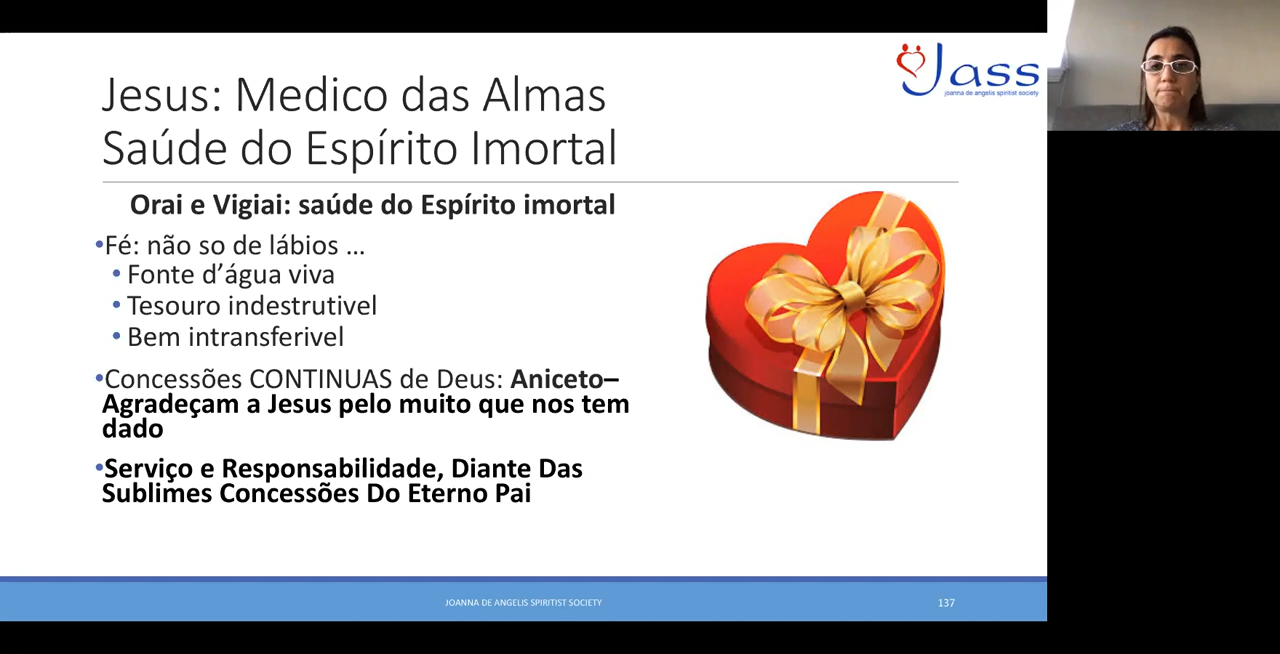 Jass
joanna de angelis spiritist society
Jesus: Medico das Almas
Saúde do Espírito Imortal
Orai e Vigiai: saúde do Espírito imortal
•Fé: não so de lábios ...
• Fonte d’água viva
• Tesouro indestrutivel
• Bem intransferivel
•Concessões CONTINUAS de Deus: Aniceto–
Agradeçam a Jesus pelo muito que nos tem
dado
•Serviço e Responsabilidade, Diante Das
Sublimes Concessões Do Eterno Pai
JOANNA DE ANGELIS SPIRITIST SOCIETY
137